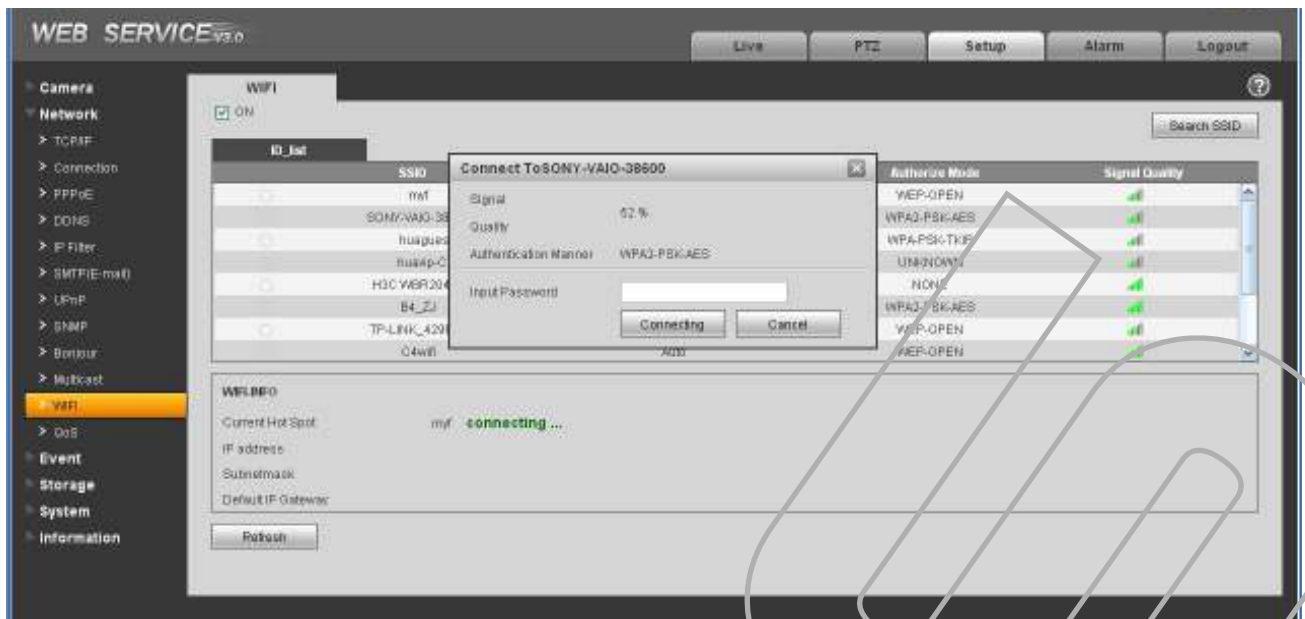 WEB SERVICE V3.0
Live PTZ Setup Alarm Logout
Camera
Network
> TCP/IP
> Connection
> PPPoE
> DDNS
> IP Filter
> SMTP(E-mail)
> UPnP
> SNMP
> Bonjour
> Multicast
> WIFI
> QoS
Event
Storage
System
Information
WIFI
ON
Search SSID
ID_list
SSID Authorize Mode Signal Quality
myf WEP-OPEN
SONY-VAIO-38 WPA2-PSK-AES
huagues WPA-PSK-TKIP
UNKNOWN
H3C WBR204 NONE
B4_ZJ WPA2-PSK-AES
TP-LINK_4291 WEP-OPEN
C4wifi Auto WEP-OPEN
Connect ToSONY-VAIO-38600
Signal
Quality
62 %
Authentication Manner WPA2-PSK-AES
Input Password
Connecting Cancel
WIFI.INFO
Current Hot Spot myf connecting ...
IP address
Subnetmask
Default IP Gateway
Refresh